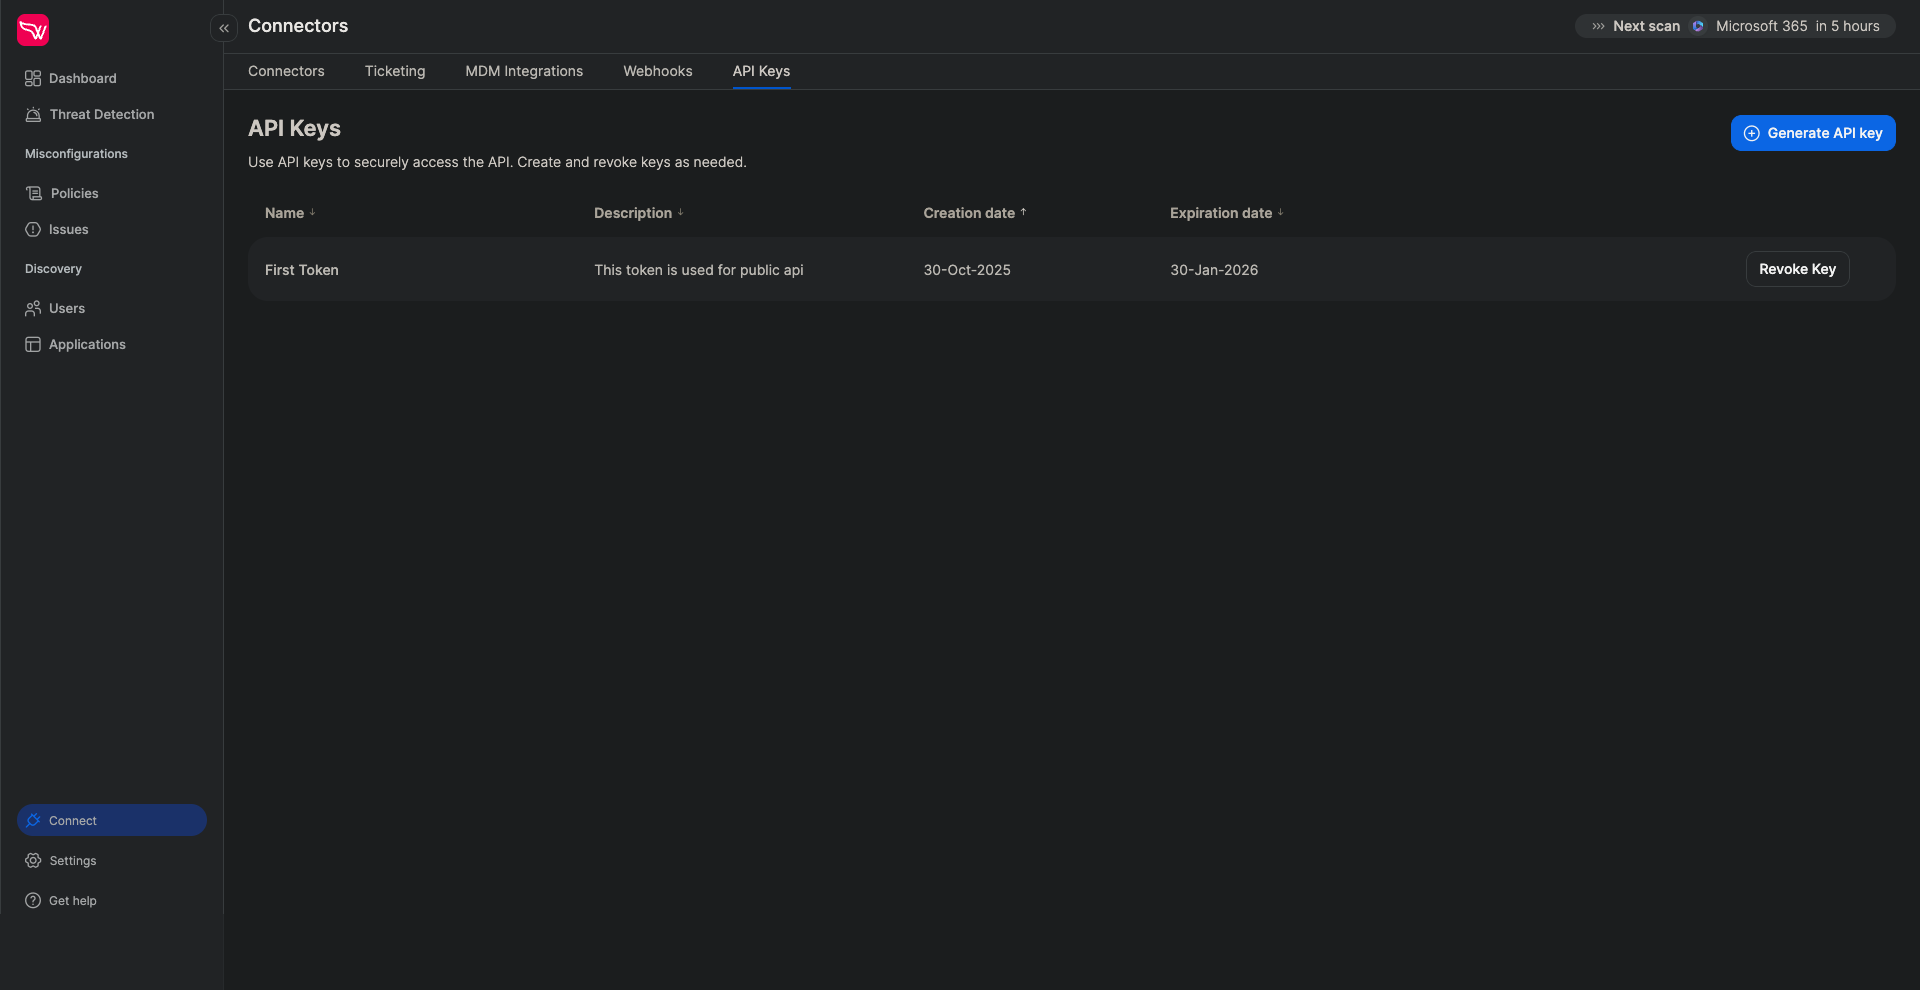 Connectors
Next scan Microsoft 365 in 5 hours
Connectors Ticketing MDM Integrations Webhooks API Keys
Dashboard
Threat Detection
Misconfigurations
Policies
Issues
Discovery
Users
Applications
Connect
Settings
Get help
API Keys
Generate API key
Use API keys to securely access the API. Create and revoke keys as needed.
Name ↓ Description ↓ Creation date ↑ Expiration date ↓
First Token This token is used for public api 30-Oct-2025 30-Jan-2026 Revoke Key